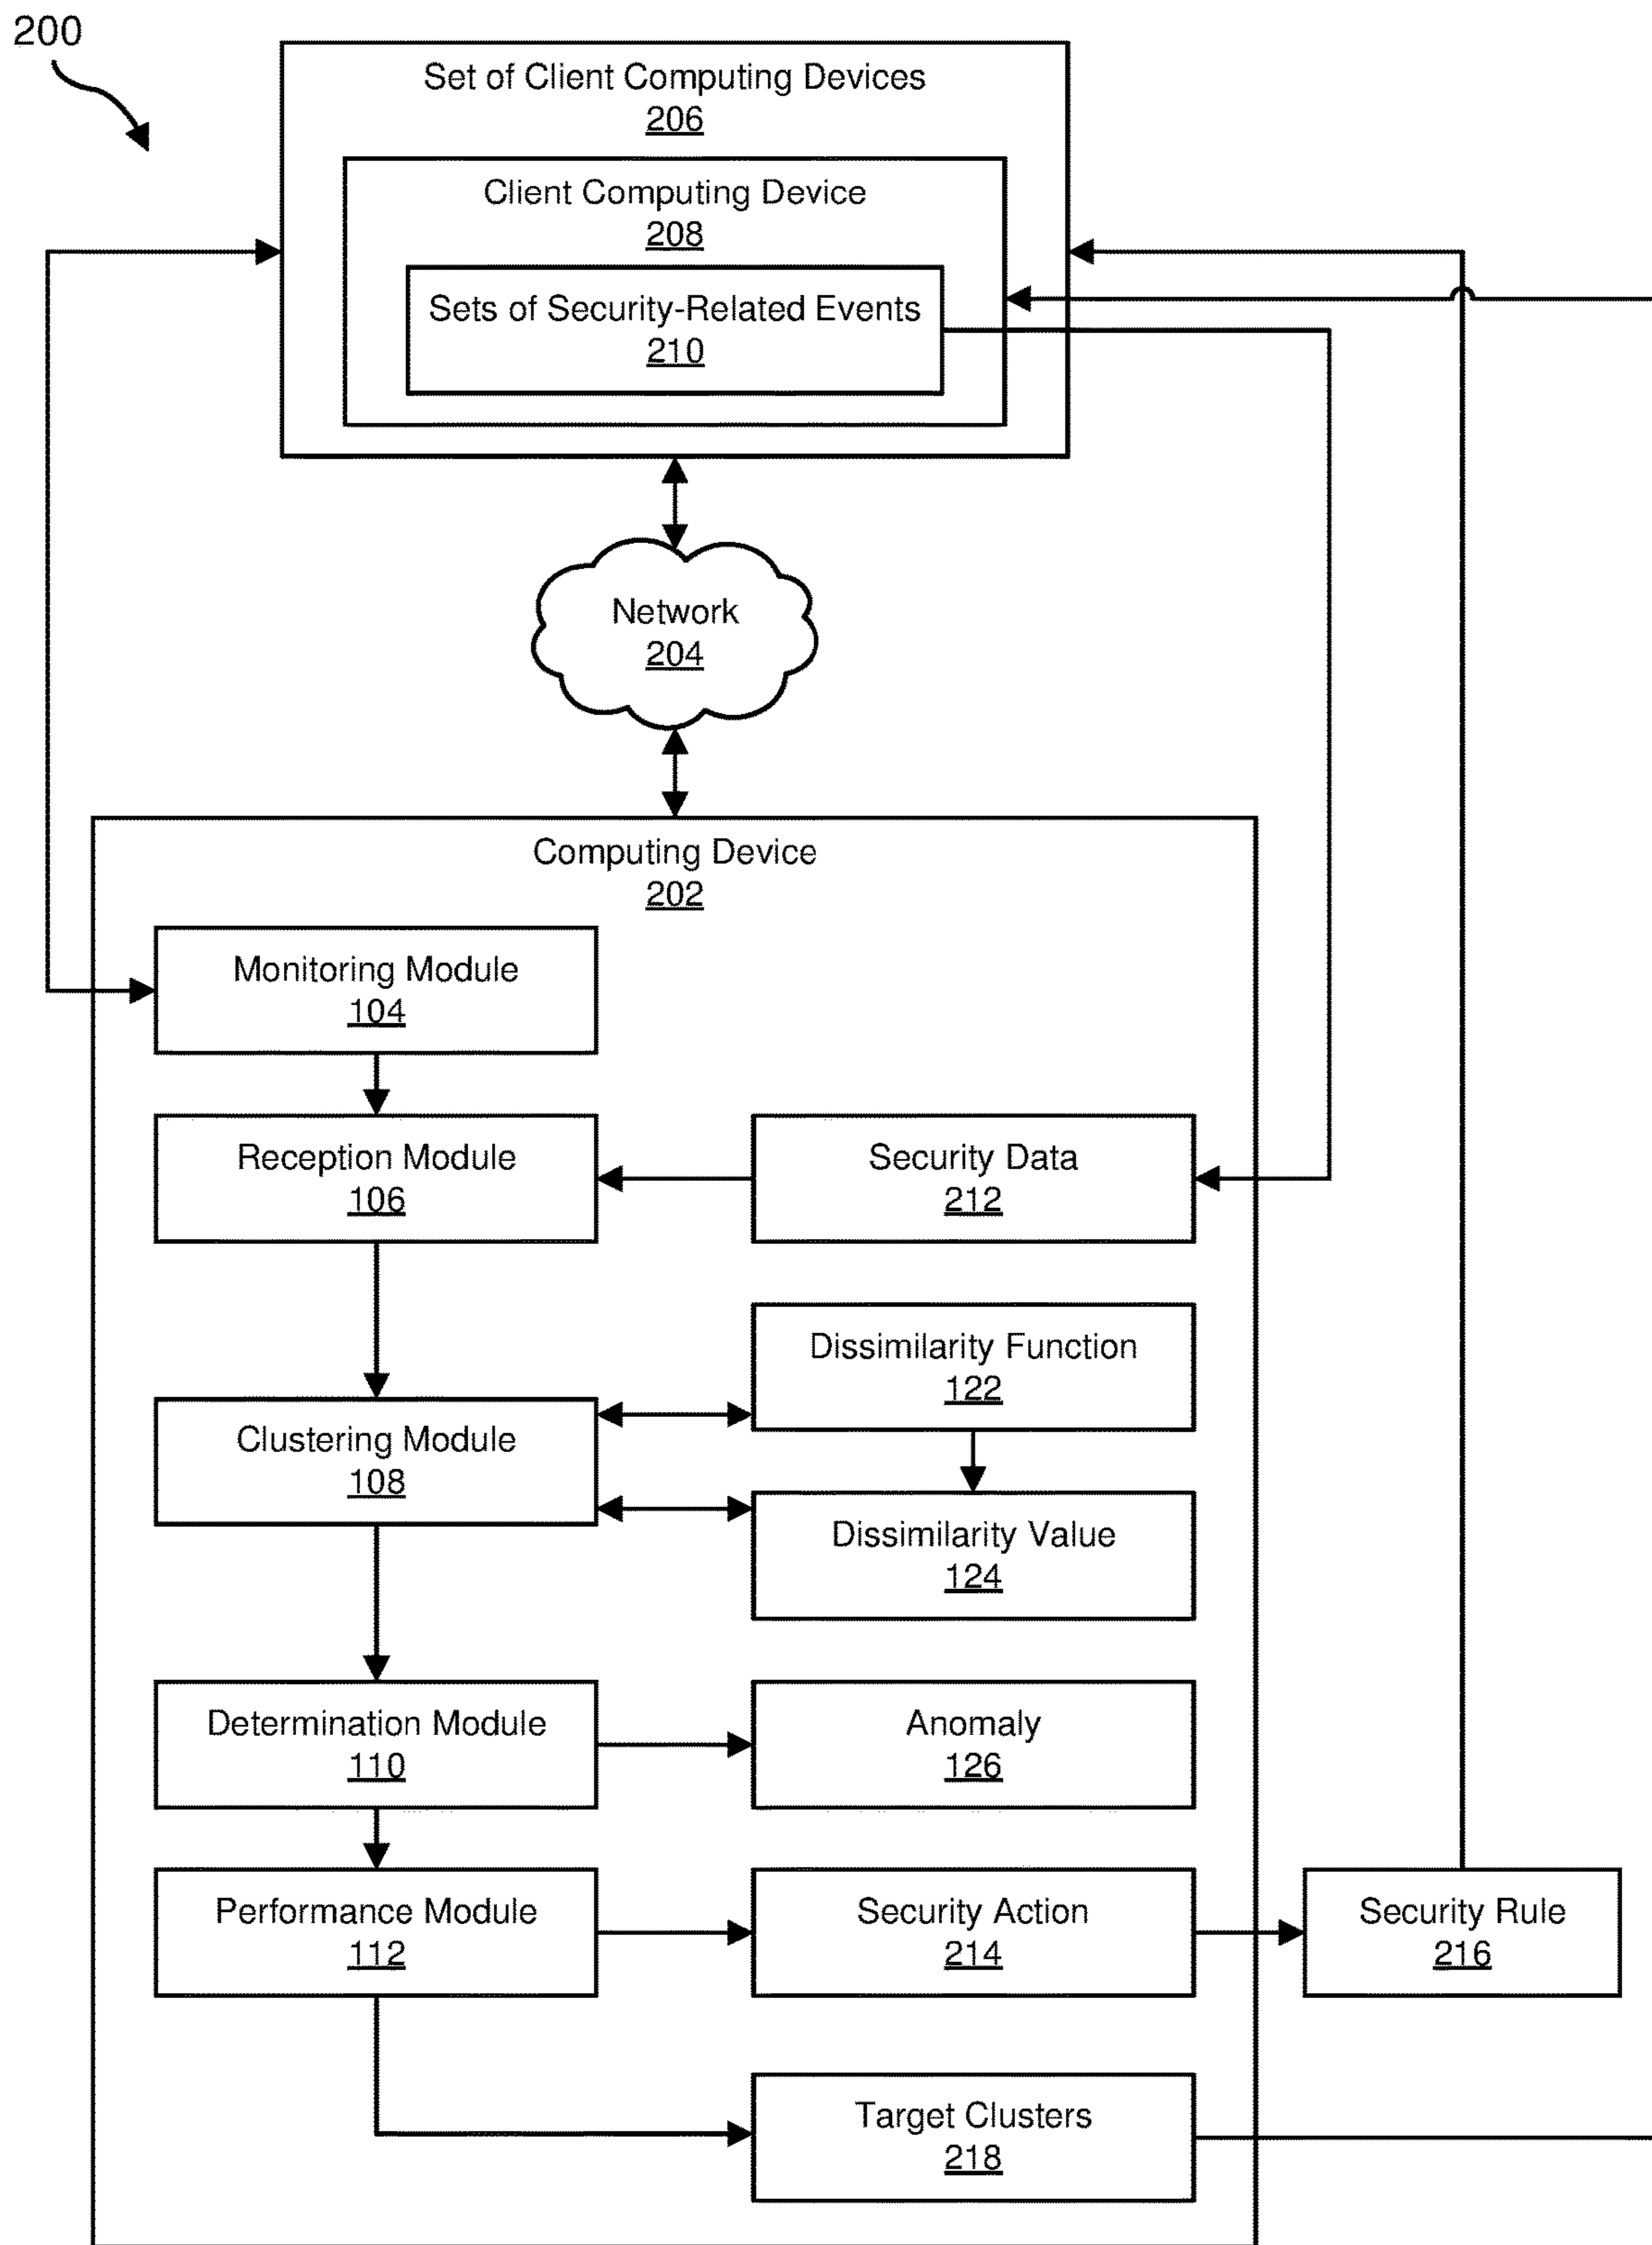 200
Set of Client Computing Devices
206
Client Computing Device
208
Sets of Security-Related Events
210
Network
204
Computing Device
202
Monitoring Module
104
Reception Module
106
Security Data
212
Dissimilarity Function
122
Clustering Module
108
Dissimilarity Value
124
Determination Module
110
Anomaly
126
Performance Module
112
Security Action
214
Security Rule
216
Target Clusters
218